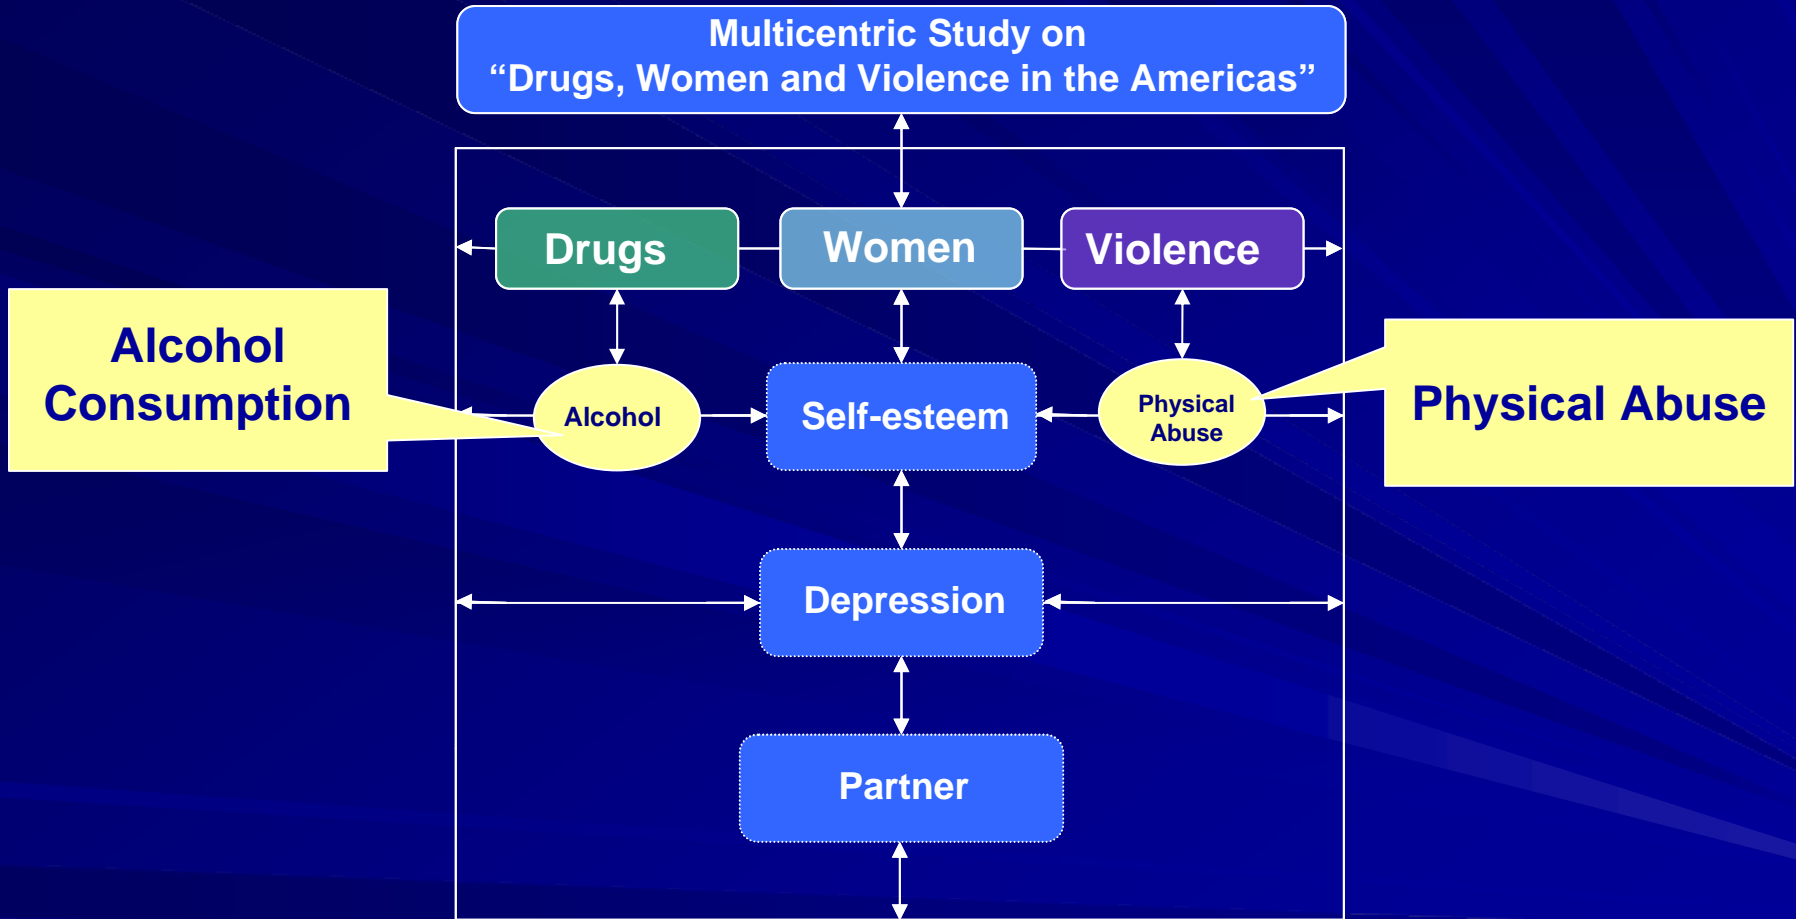 Multicentric Study on
“Drugs, Women and Violence in the Americas”
Drugs
Women
Violence
Alcohol
Consumption
Alcohol
Self-esteem
Physical
Abuse
Physical Abuse
Depression
Partner